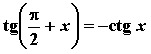 tg(π/2 + x) = -ctg x